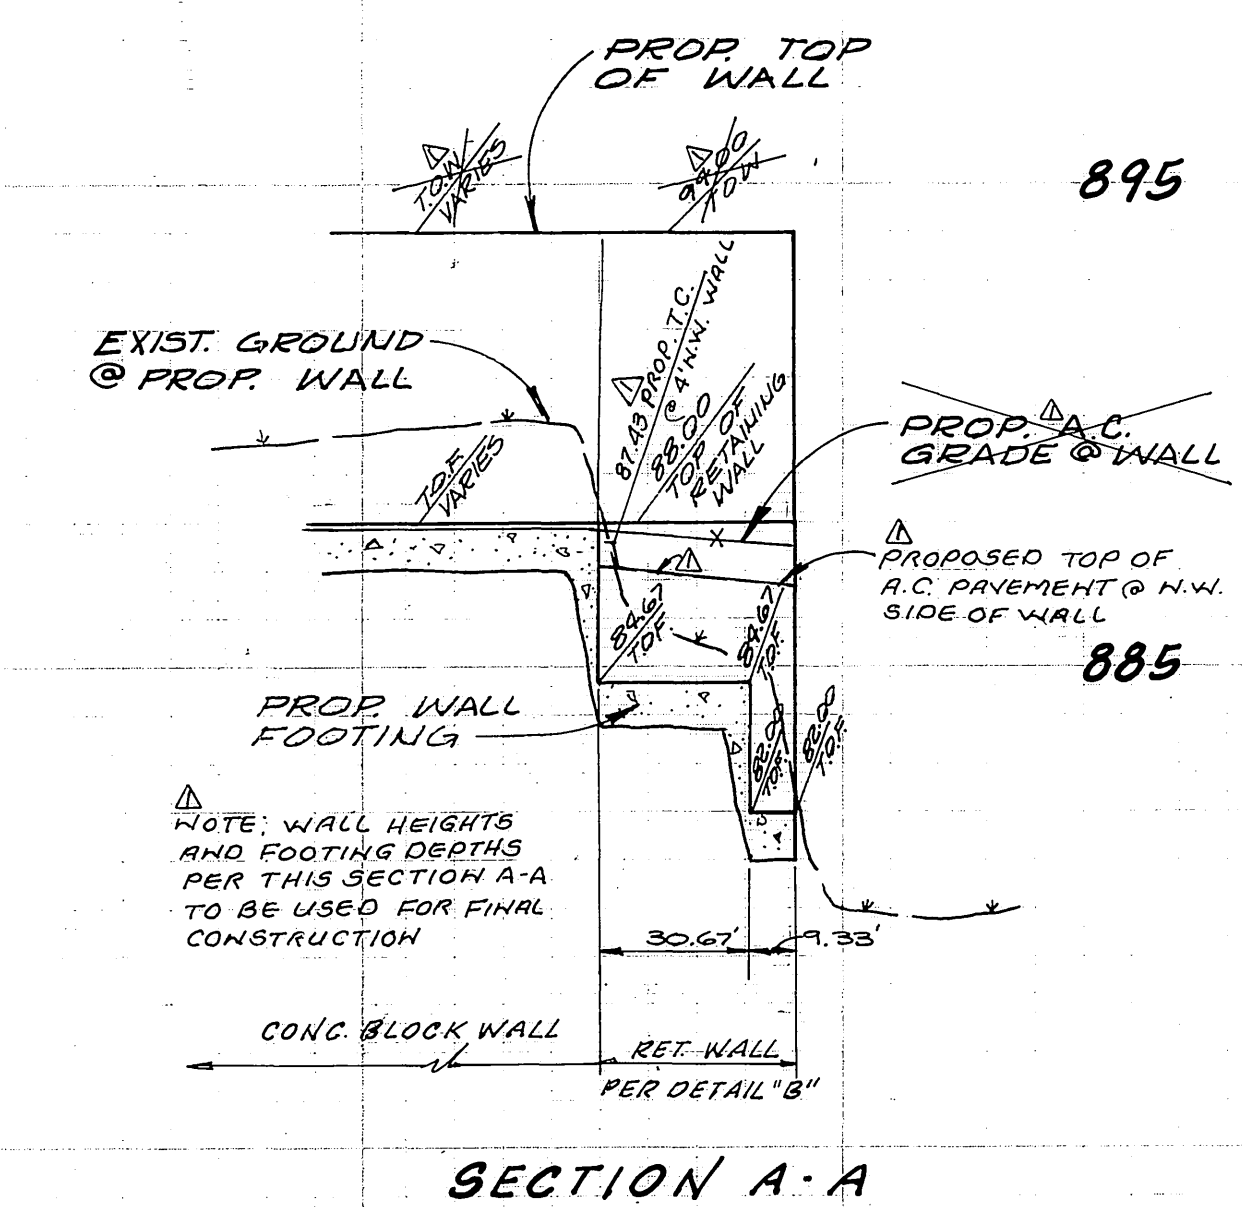 PROP. TOP
OF WALL
T.O.W
VARIES
TOW
895
EXIST. GROUND
@ PROP. WALL
87.43 PROP. T.C.
@ 4' N.W. WALL
88.00
TOP OF
RETAINING
WALL
T.O.F.
VARIES
PROP. A.C.
GRADE @ WALL
1
PROPOSED TOP OF
A.C. PAVEMENT @ N.W.
SIDE OF WALL
84.67
T.O.F.
84.67
T.O.F.
885
PROP. WALL
FOOTING
82.00
T.O.F.
82.00
T.O.F.
1
NOTE: WALL HEIGHTS
AND FOOTING DEPTHS
PER THIS SECTION A-A
TO BE USED FOR FINAL
CONSTRUCTION
30.67' 9.33'
CONC. BLOCK WALL
RET. WALL
PER DETAIL "B"
SECTION A-A